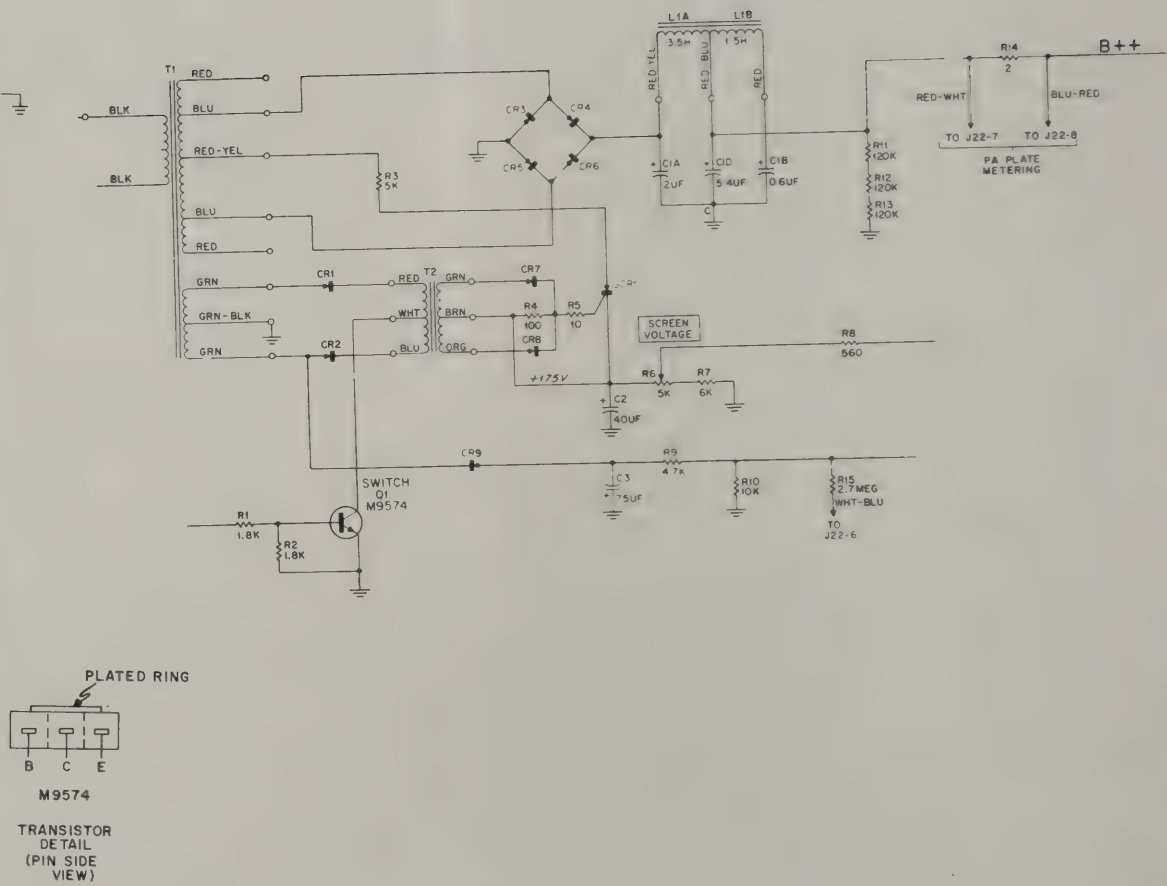 L1A L1B
3.5H 1.5H
RED-YEL
RED-BLU
RED
R14
2
B++
T1
RED
BLK
BLU
CR3
CR4
RED-WHT
BLU-RED
TO J22-7 TO J22-8
PA PLATE
METERING
RED-YEL
R3
5K
CR5
CR6
C1A
2UF
C1D
5.4UF
C1B
0.6UF
C
R11
120K
R12
120K
R13
120K
BLK
BLU
RED
GRN
CR1
RED
T2
GRN
CR7
GRN-BLK
WHT
BRN
R4
100
R5
10
GRN
CR2
BLU
ORG
CR8
SCREEN
VOLTAGE
R8
560
+175V
R6
5K
R7
6K
+ C2
40UF
CR9
R9
4.7K
C3
+ 75UF
R10
10K
R15
2.7MEG
WHT-BLU
TO
J22-6
SWITCH
Q1
M9574
R1
1.8K
R2
1.8K
PLATED RING
B C E
M9574
TRANSISTOR
DETAIL
(PIN SIDE
VIEW)